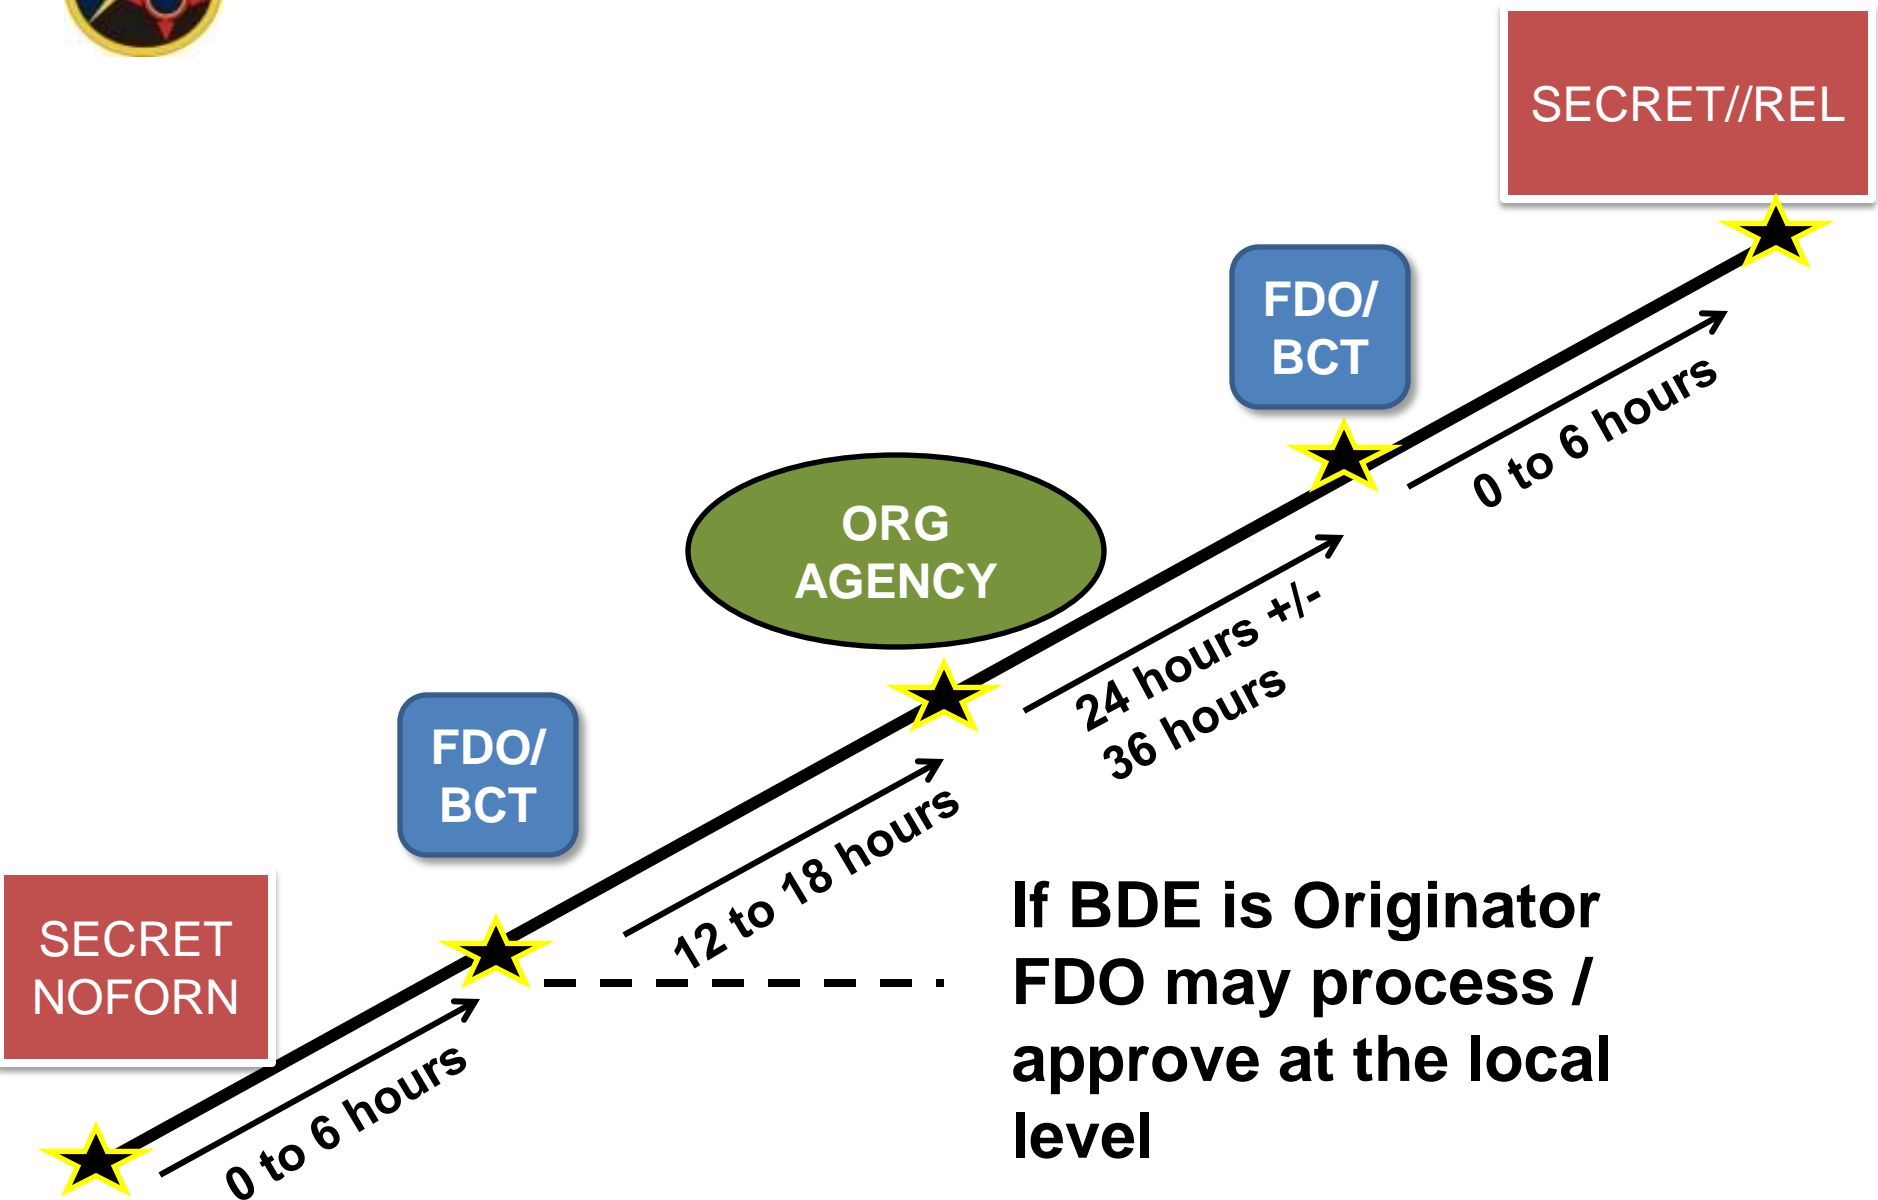 SECRET//REL
FDO/
BCT
0 to 6 hours
ORG
AGENCY
24 hours +/-
36 hours
FDO/
BCT
12 to 18 hours
SECRET
NOFORN
0 to 6 hours
If BDE is Originator
FDO may process /
approve at the local
level